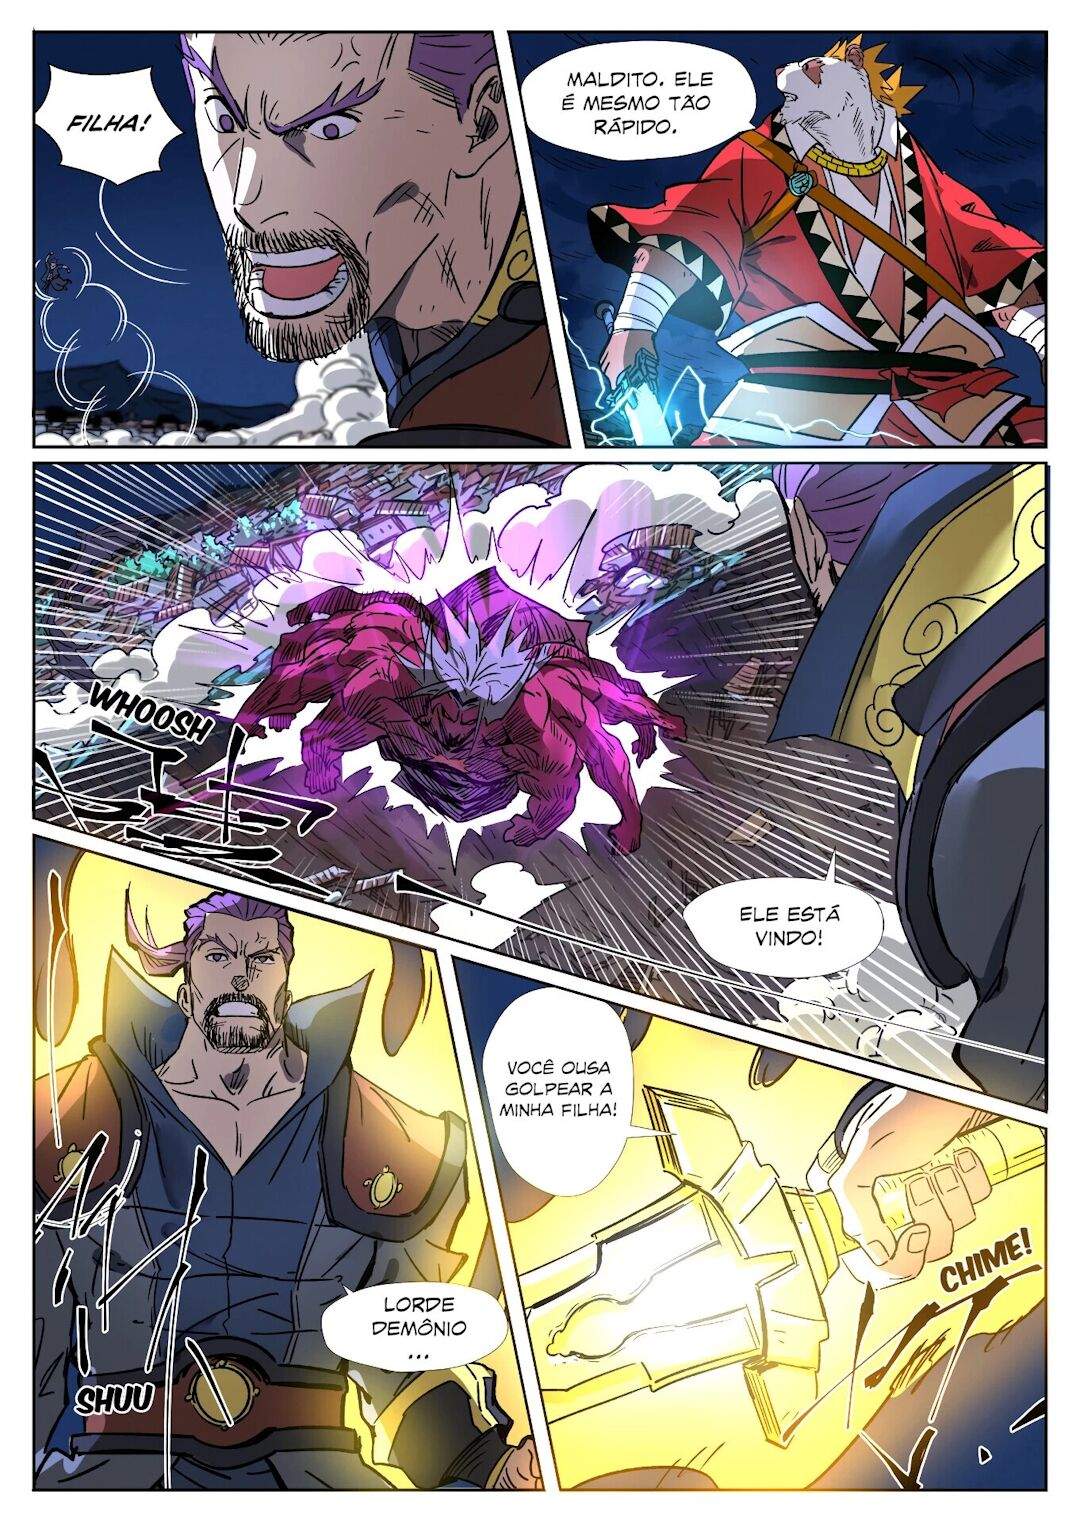 FILHA!
MALDITO. ELE
É MESMO TÃO
RÁPIDO.
WHOOSH
ELE ESTÁ
VINDO!
VOCÊ OUSA
GOLPEAR A
MINHA FILHA!
CHIME!
LORDE
DEMÔNIO
...
SHUU